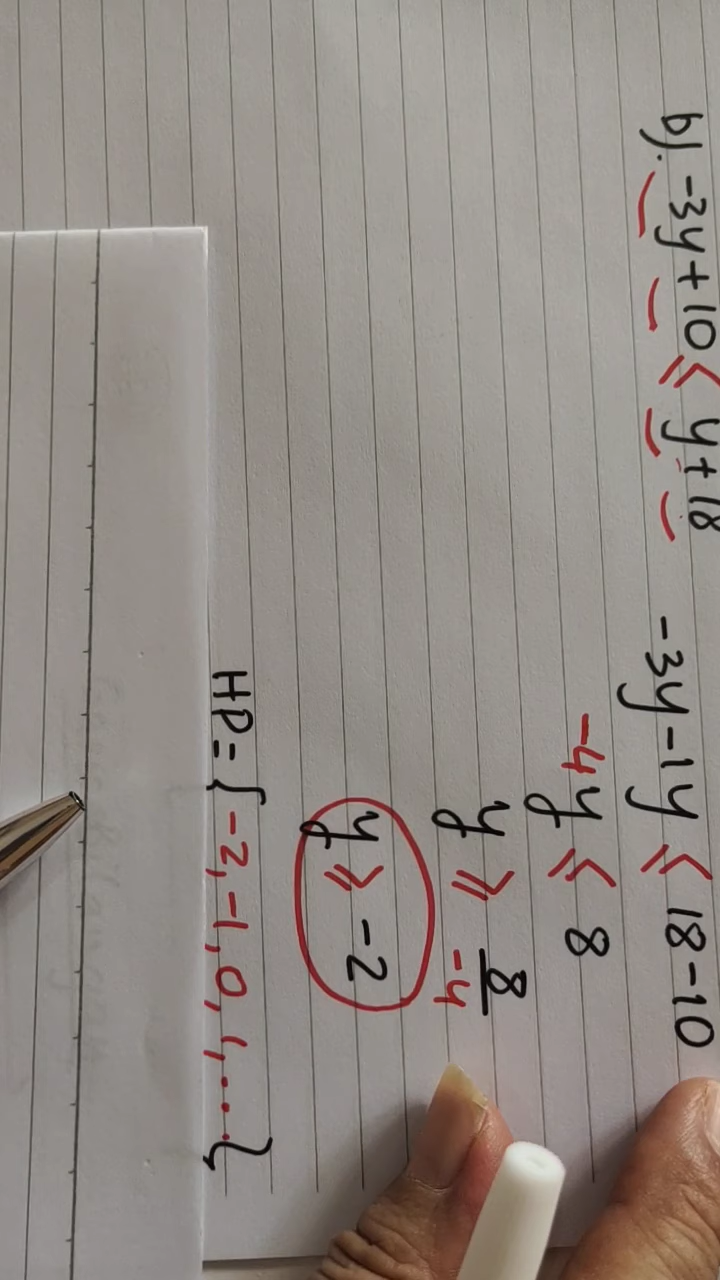 b). -3y + 10 ⩽ y + 18
-3y - 1y ⩽ 18 - 10
-4y ⩽ 8
y ⩾ 8/-4
y ⩾ -2
HP = { -2, -1, 0, 1, .... }